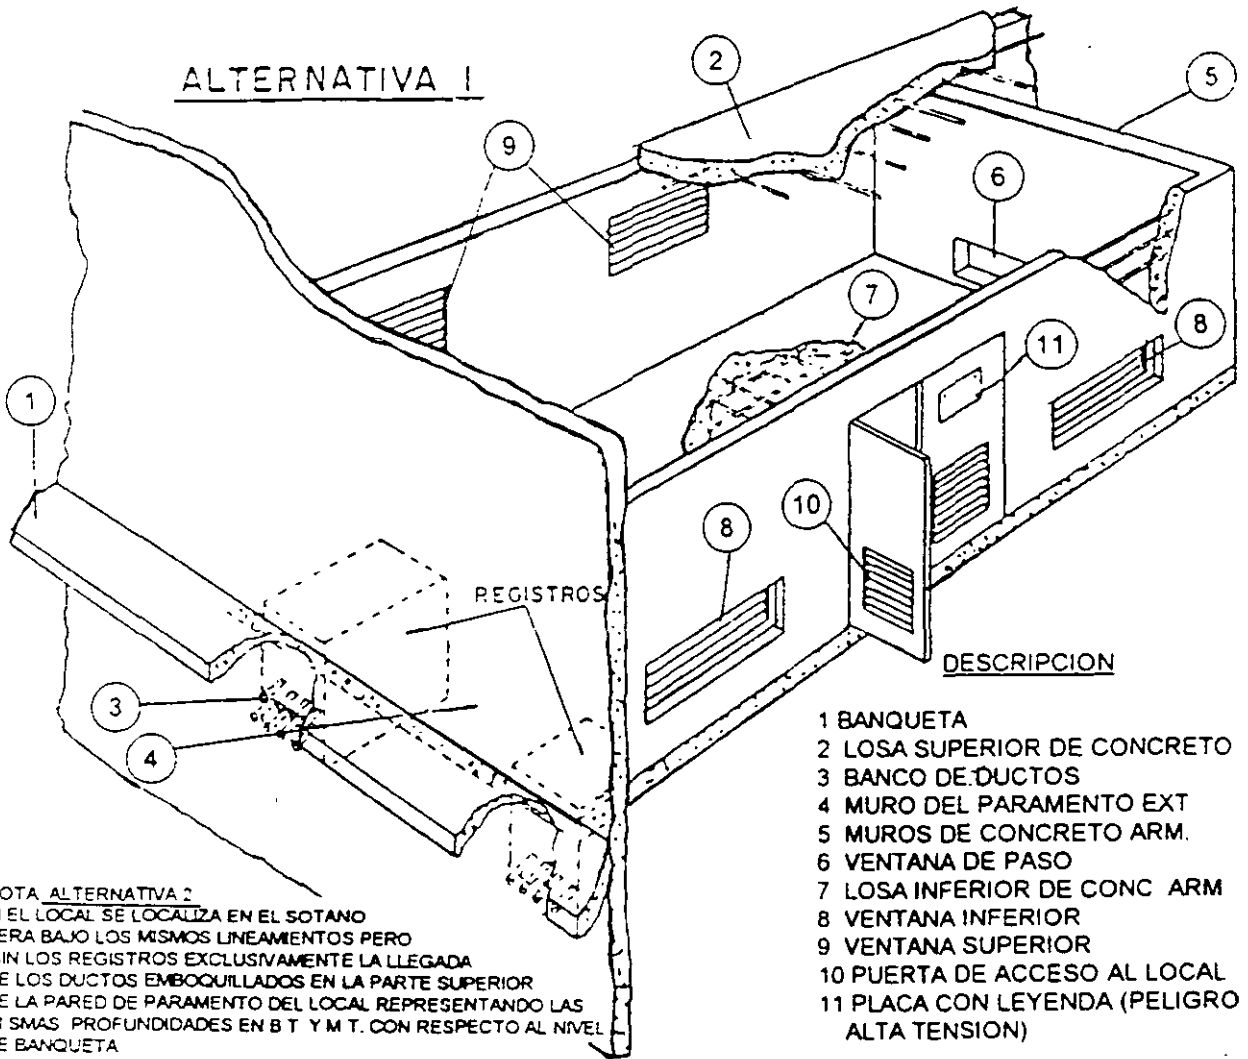 ALTERNATIVA 1
2
5
9
6
7
8
11
1
10
8
REGISTROS
3
4
DESCRIPCION
1 BANQUETA
2 LOSA SUPERIOR DE CONCRETO
3 BANCO DE DUCTOS
4 MURO DEL PARAMENTO EXT
5 MUROS DE CONCRETO ARM.
6 VENTANA DE PASO
7 LOSA INFERIOR DE CONC ARM
8 VENTANA INFERIOR
9 VENTANA SUPERIOR
10 PUERTA DE ACCESO AL LOCAL
11 PLACA CON LEYENDA (PELIGRO
ALTA TENSION)
OTA ALTERNATIVA 2
EL LOCAL SE LOCALIZA EN EL SOTANO
ERA BAJO LOS MISMOS LINEAMIENTOS PERO
IN LOS REGISTROS EXCLUSIVAMENTE LA LLEGADA
E LOS DUCTOS EMBOQUILLADOS EN LA PARTE SUPERIOR
E LA PARED DE PARAMENTO DEL LOCAL REPRESENTANDO LAS
SMAS PROFUNDIDADES EN B T Y M T. CON RESPECTO AL NIVEL
E BANQUETA